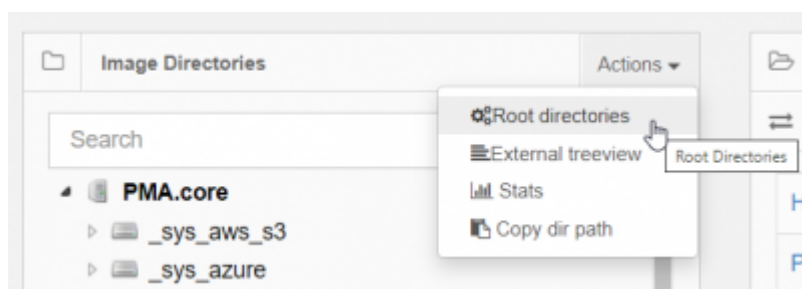 Image Directories
Actions
Search
Root directories
External treeview
Stats
Copy dir path
Root Directories
PMA.core
_sys_aws_s3
_sys_azure
H
P